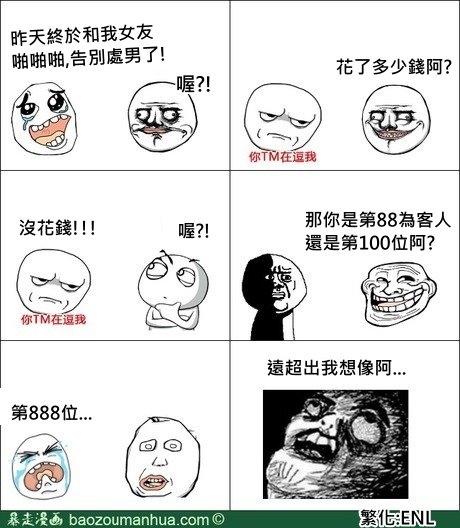 昨天終於和我女友
啪啪啪,告別處男了!
喔?!
花了多少錢阿?
你TM在逗我
沒花錢!!!
喔?!
你TM在逗我
那你是第88為客人
還是第100位阿?
第888位...
遠超出我想像阿...
暴走漫画 baozoumanhua.com
繁化:ENL